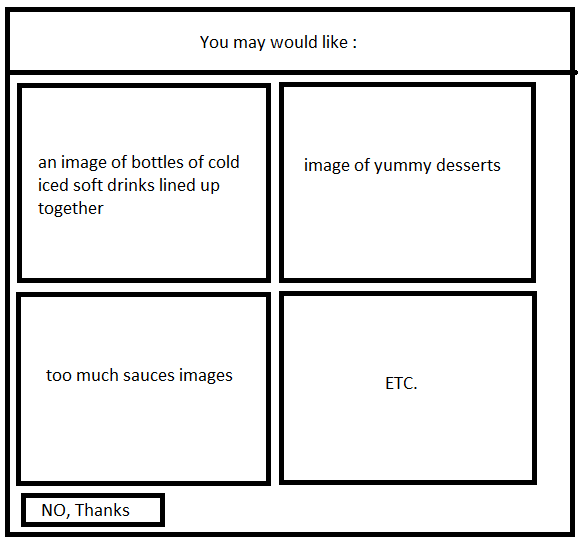 You may would like :
an image of bottles of cold
iced soft drinks lined up
together
image of yummy desserts
too much sauces images
ETC.
NO, Thanks